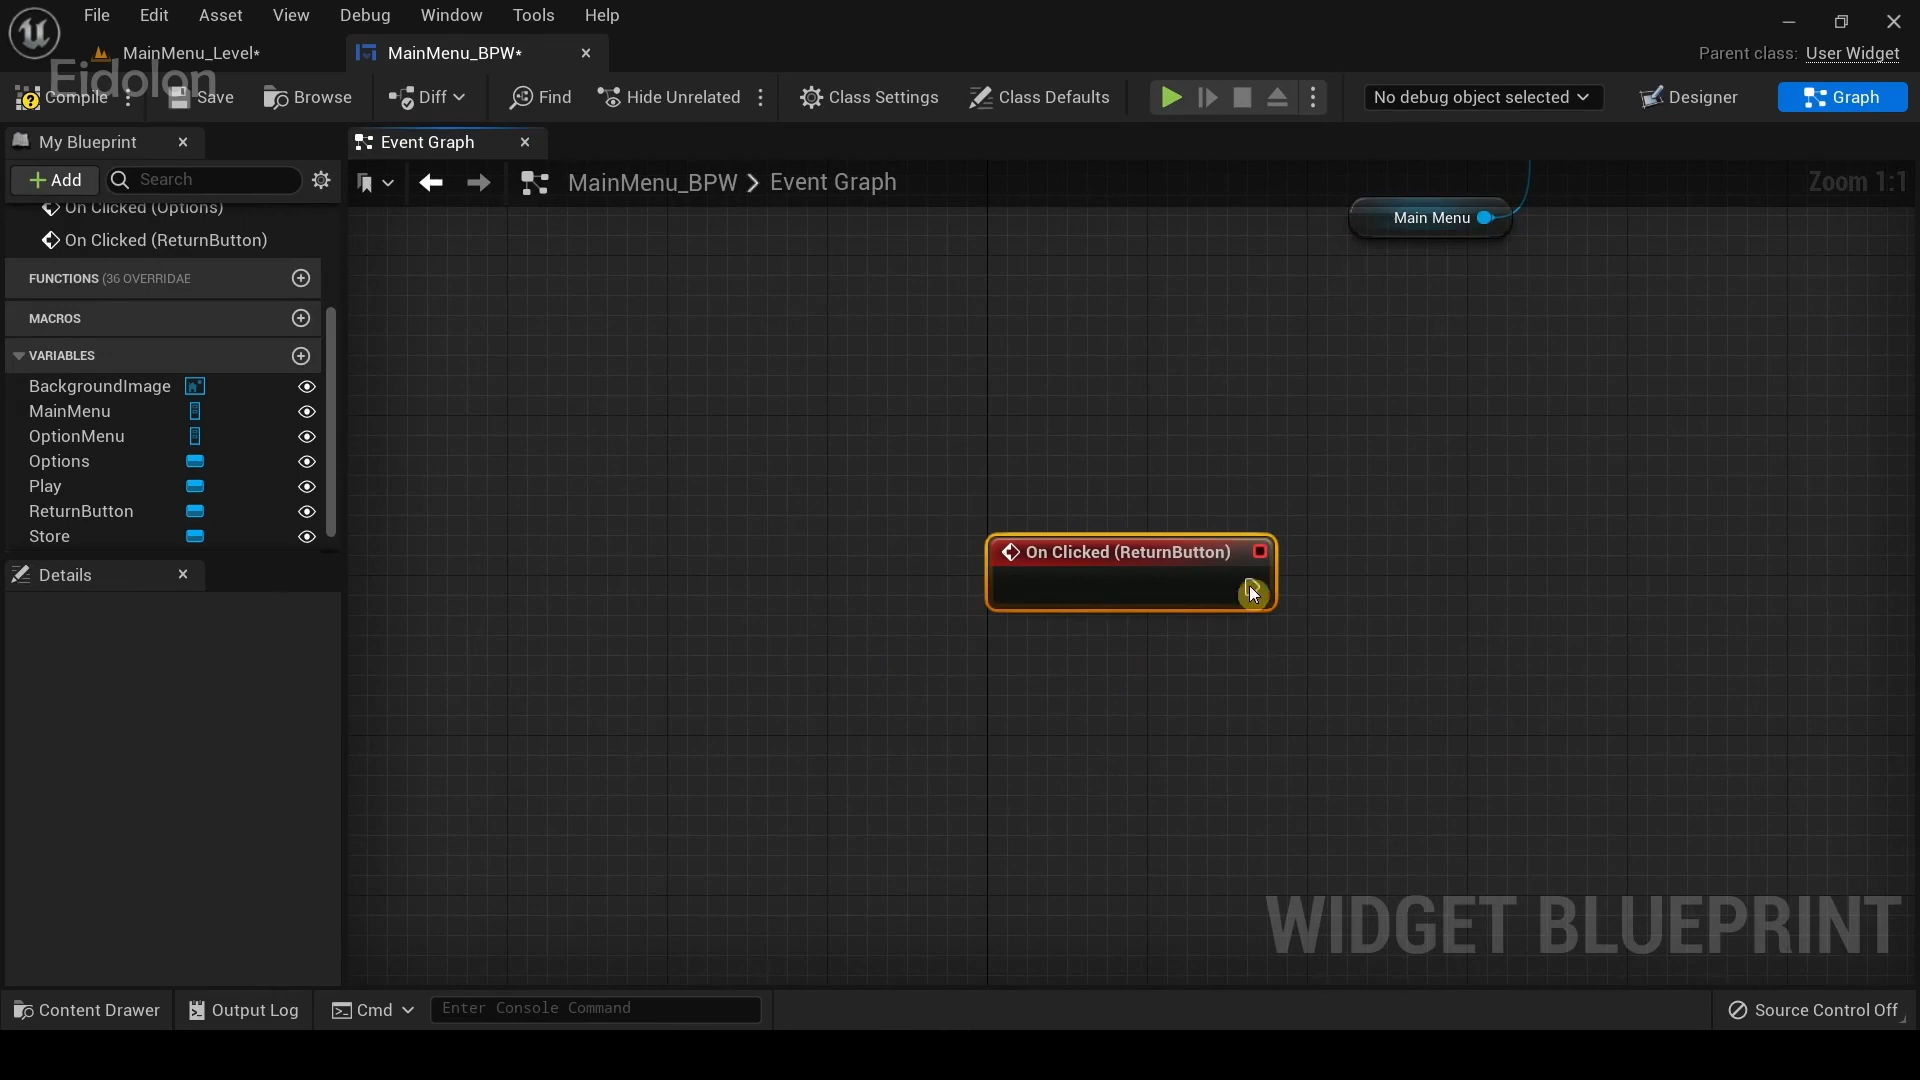 File Edit Asset View Debug Window Tools Help
MainMenu_Level*
MainMenu_BPW*
Parent class: User Widget
Eidolon
Compile
Save
Browse
Diff
Find
Hide Unrelated
Class Settings
Class Defaults
No debug object selected
Designer
Graph
My Blueprint
Event Graph
Add
Search
MainMenu_BPW > Event Graph
Zoom 1:1
On Clicked (Options)
On Clicked (ReturnButton)
FUNCTIONS (36 OVERRIDAE
MACROS
VARIABLES
BackgroundImage
MainMenu
OptionMenu
Options
Play
ReturnButton
Store
Details
Main Menu
On Clicked (ReturnButton)
WIDGET BLUEPRINT
Content Drawer
Output Log
Cmd
Enter Console Command
Source Control Off